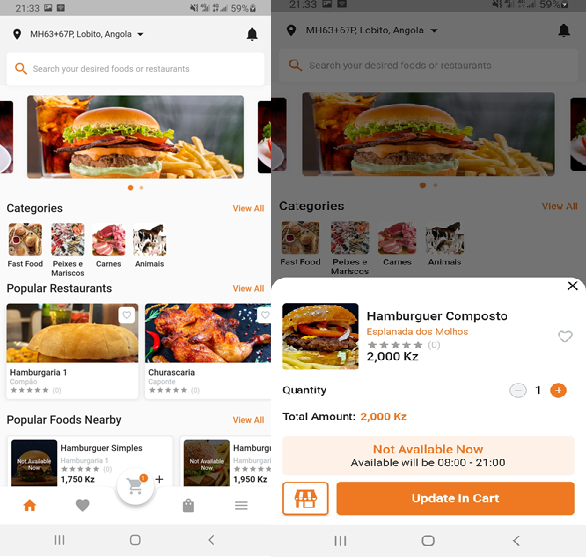 21:33
59%
MH63+67P, Lobito, Angola
Search your desired foods or restaurants
Categories
View All
Fast Food
Peixes e
Mariscos
Carnes
Animais
Popular Restaurants
View All
Hamburgaria 1
Compão
(0)
Churascaria
Caponte
(0)
Popular Foods Nearby
View All
Not Available
Now
Hamburguer Simples
Hamburgaria 1
(0)
1,750 Kz
1
Not Available
Now
Hamburgu
Hamburgari
1,950 Kz
21:33
59%
MH63+67P, Lobito, Angola
Search your desired foods or restaurants
Categories
View All
Fast Food
Peixes e
Mariscos
Carnes
Animais
Hamburguer Composto
Esplanada dos Molhos
(0)
2,000 Kz
Quantity
1
Total Amount: 2,000 Kz
Not Available Now
Available will be 08:00 - 21:00
Update In Cart